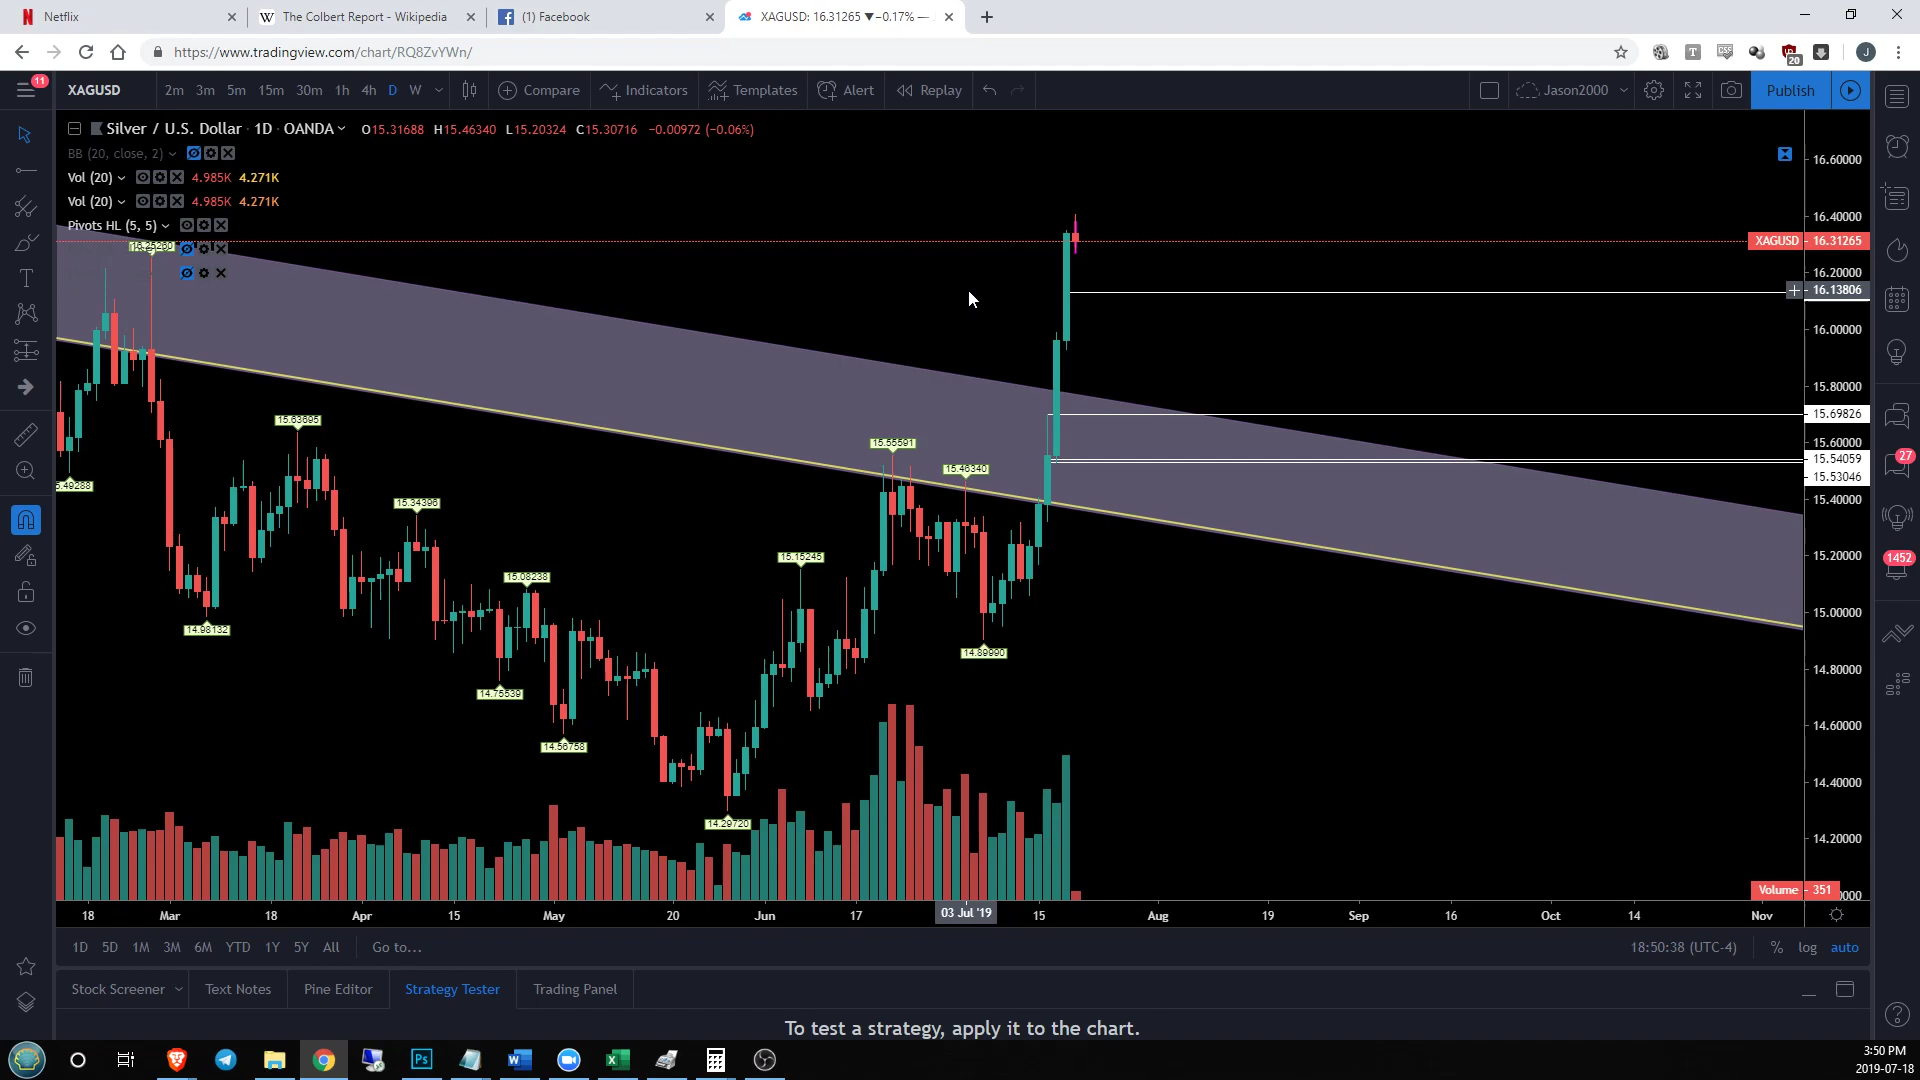 Netflix
The Colbert Report - Wikipedia
(1) Facebook
XAGUSD: 16.31265 ▼ −0.17% —
https://www.tradingview.com/chart/RQ8ZvYWn/
20
J
11
XAGUSD 2m 3m 5m 15m 30m 1h 4h D W Compare Indicators Templates Alert Replay Jason2000 Publish
Silver / U.S. Dollar · 1D · OANDA O15.31688 H15.46340 L15.20324 C15.30716 −0.00972 (−0.06%)
BB (20, close, 2)
Vol (20) 4.985K 4.271K
Vol (20) 4.985K 4.271K
Pivots HL (5, 5)
16.60000
16.40000
XAGUSD 16.31265
16.20000
16.13806
16.00000
15.80000
15.69826
15.60000
15.54059
15.53046
15.40000
15.20000
15.00000
14.80000
14.60000
14.40000
14.20000
Volume 351
15.63695
15.55591
15.46340
15.34396
15.15245
15.08238
14.98132
14.89990
14.75539
14.56758
14.29720
27
1452
18 Mar 18 Apr 15 May 20 Jun 17 03 Jul '19 15 Aug 19 Sep 16 Oct 14 Nov
1D 5D 1M 3M 6M YTD 1Y 5Y All Go to... 18:50:38 (UTC-4) % log auto
Stock Screener Text Notes Pine Editor Strategy Tester Trading Panel
To test a strategy, apply it to the chart.
3:50 PM
2019-07-18